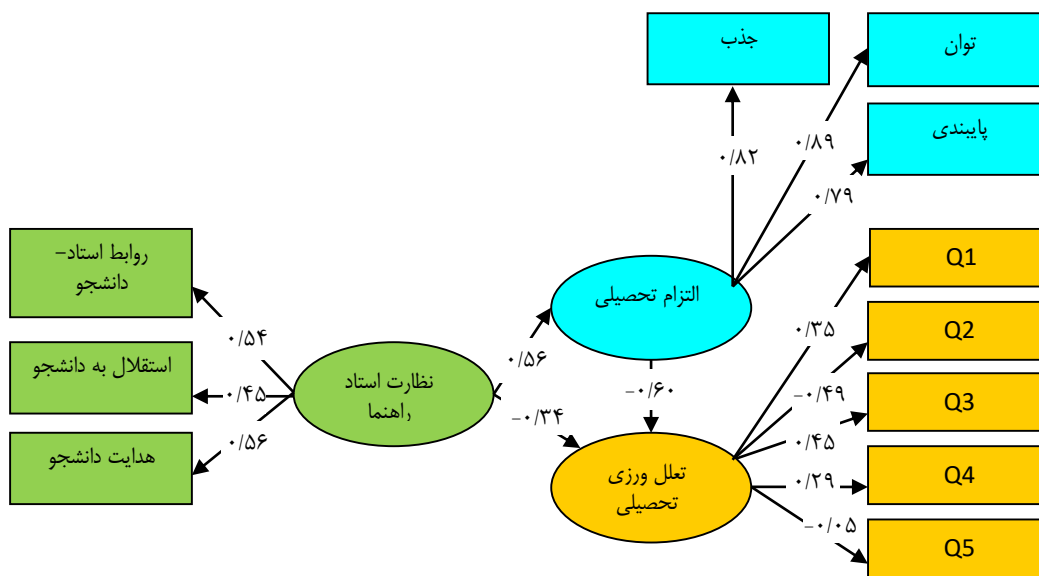 جذب
توان
پایبندی
۰/۸۲
۰/۸۹
۰/۷۹
روابط استاد–
دانشجو
استقلال به دانشجو
هدایت دانشجو
۰/۵۴
۰/۴۵
۰/۵۶
نظارت استاد
راهنما
۰/۵۶
–۰/۳۴
التزام تحصیلی
–۰/۶۰
تعلل ورزی
تحصیلی
۰/۳۵
–۰/۴۹
۰/۴۵
۰/۲۹
–۰/۰۵
Q1
Q2
Q3
Q4
Q5